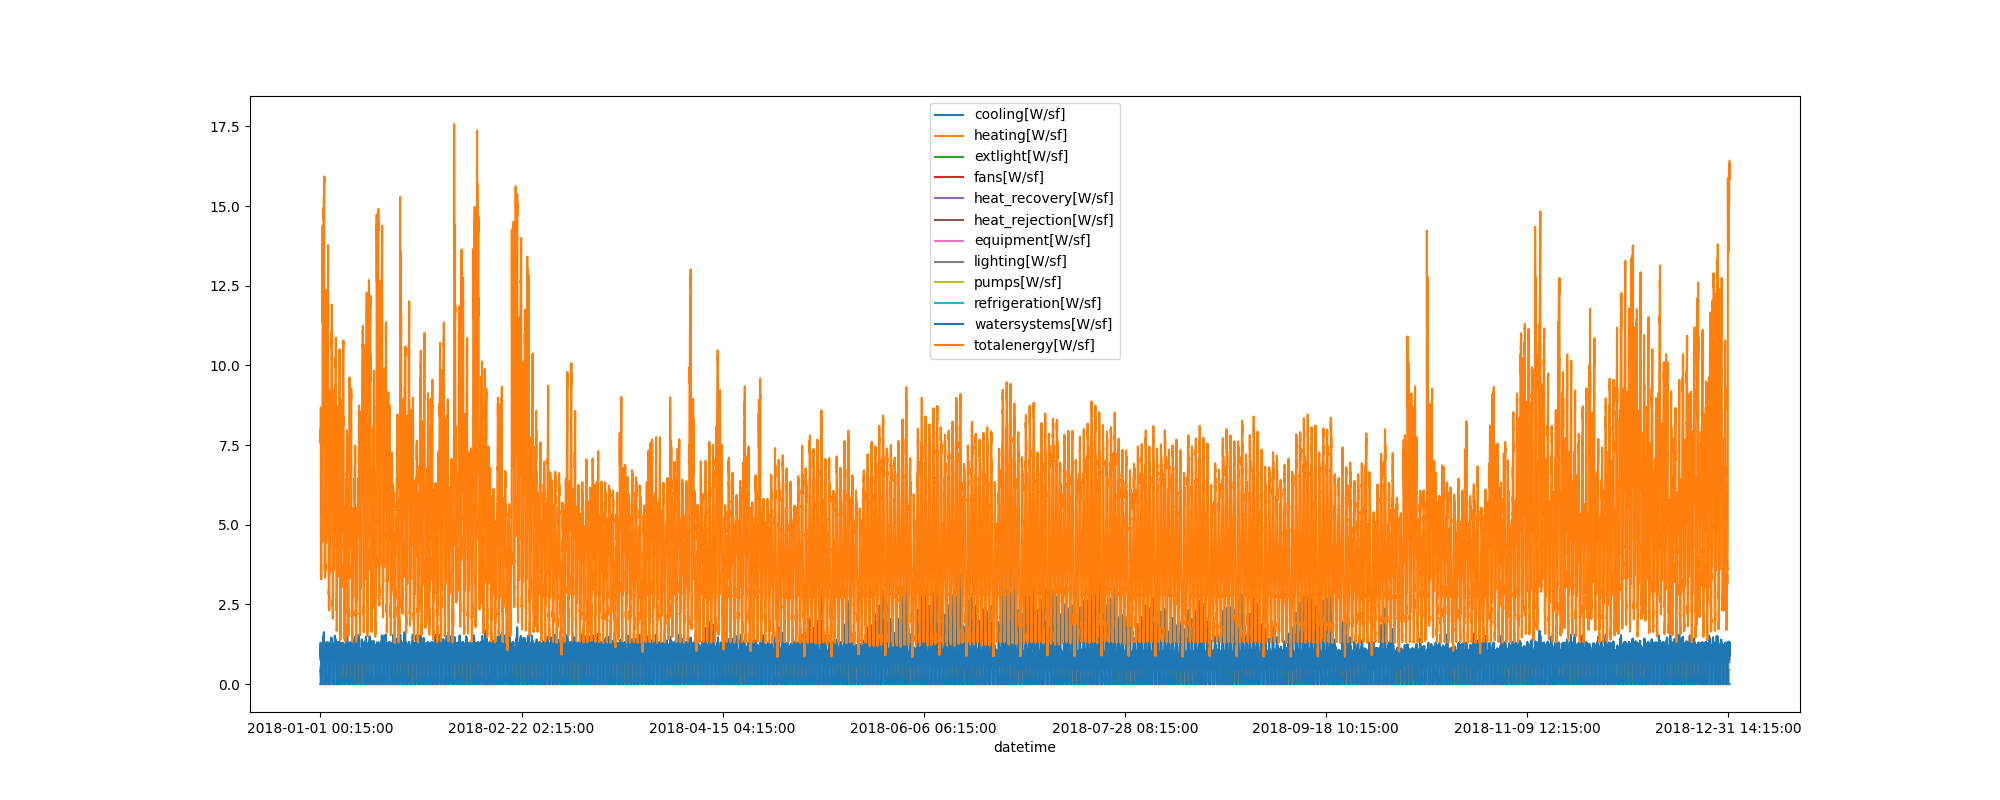 17.5
15.0
12.5
10.0
7.5
5.0
2.5
0.0
cooling[W/sf]
heating[W/sf]
extlight[W/sf]
fans[W/sf]
heat_recovery[W/sf]
heat_rejection[W/sf]
equipment[W/sf]
lighting[W/sf]
pumps[W/sf]
refrigeration[W/sf]
watersystems[W/sf]
totalenergy[W/sf]
2018-01-01 00:15:00 2018-02-22 02:15:00 2018-04-15 04:15:00 2018-06-06 06:15:00 2018-07-28 08:15:00 2018-09-18 10:15:00 2018-11-09 12:15:00 2018-12-31 14:15:00
datetime